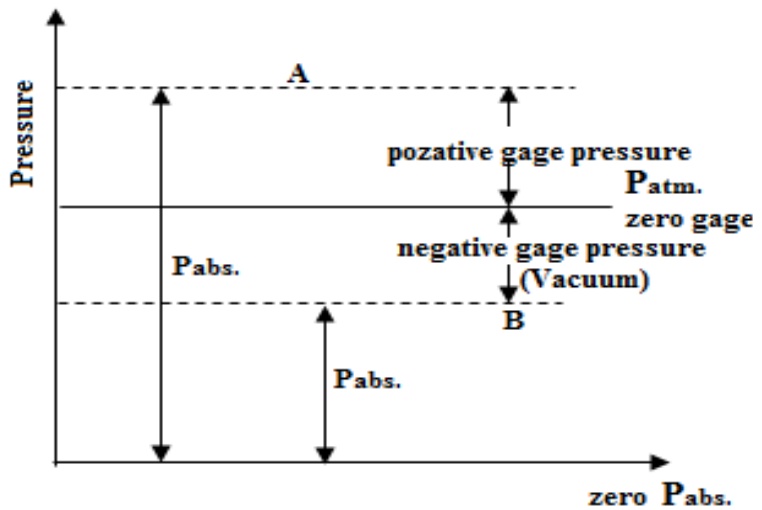 A
Pressure
pozative gage pressure
Patm.
zero gage
negative gage pressure
(Vacuum)
Pabs.
B
Pabs.
zero Pabs.